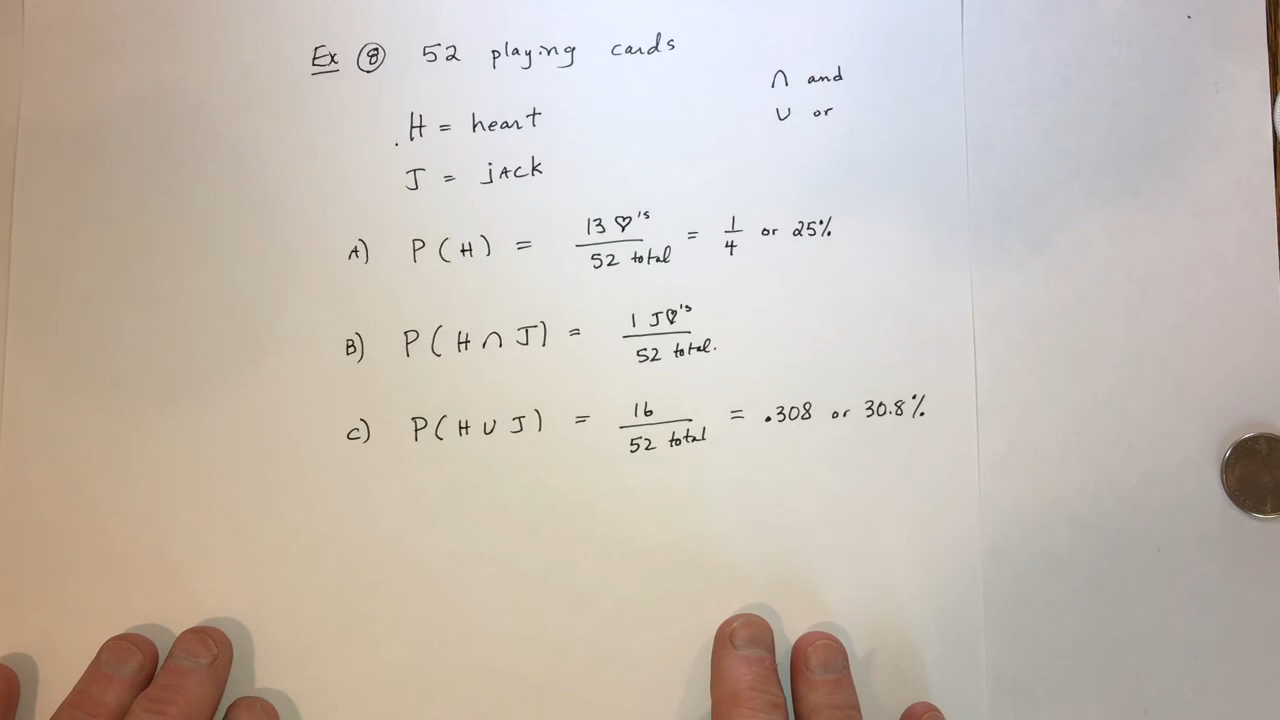 Ex ⑧ 52 playing cards
∩ and
∪ or
H = heart
J = jACK
A) P(H) = 13 ♡'s / 52 total = 1/4 or 25%
B) P(H ∩ J) = 1 J♡'s / 52 total.
C) P(H ∪ J) = 16 / 52 total = .308 or 30.8%